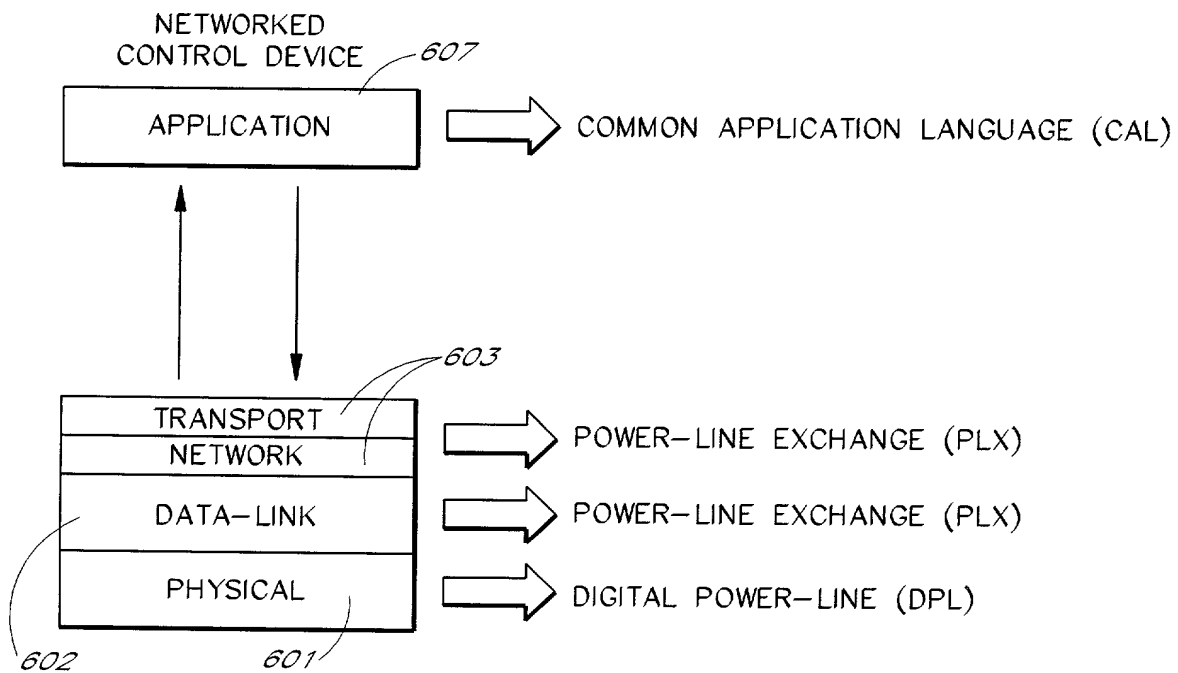 NETWORKED
CONTROL DEVICE
607
APPLICATION
COMMON APPLICATION LANGUAGE (CAL)
603
TRANSPORT
POWER-LINE EXCHANGE (PLX)
NETWORK
DATA-LINK
POWER-LINE EXCHANGE (PLX)
PHYSICAL
DIGITAL POWER-LINE (DPL)
602
601